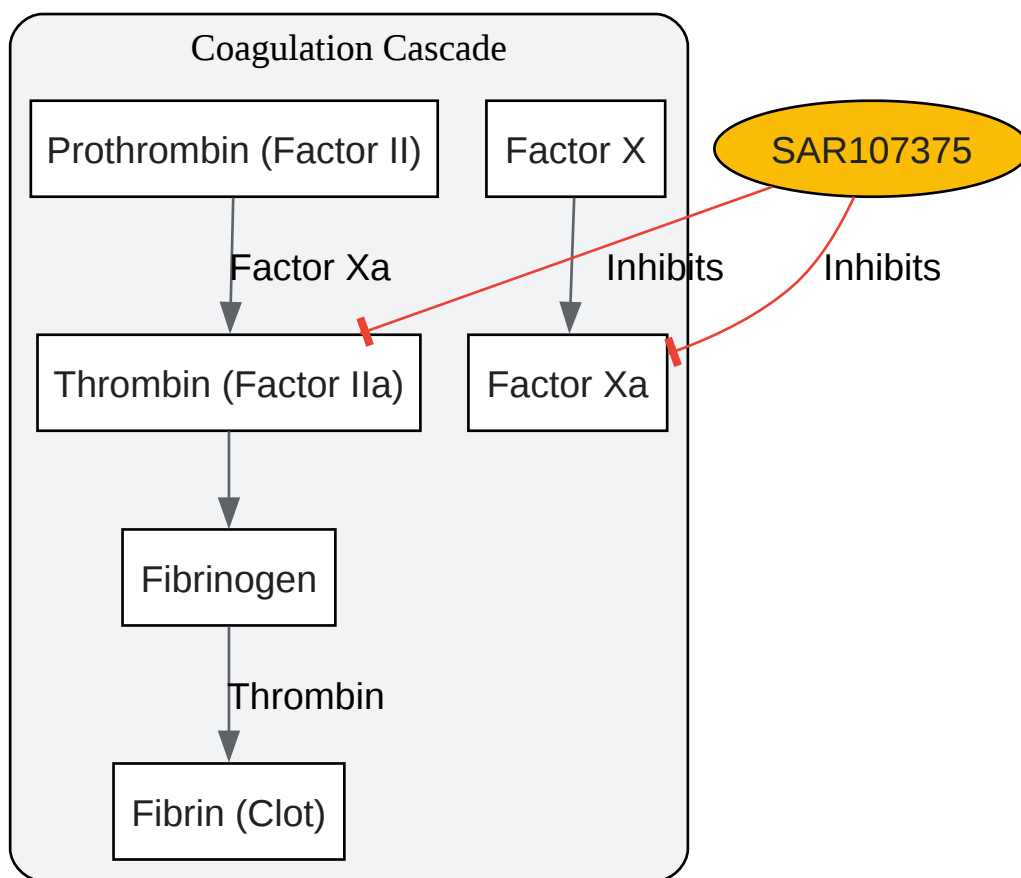 Coagulation Cascade
Prothrombin (Factor II)
Factor X
SAR107375
Factor Xa
Inhibits
Inhibits
Thrombin (Factor IIa)
Factor Xa
Fibrinogen
Thrombin
Fibrin (Clot)